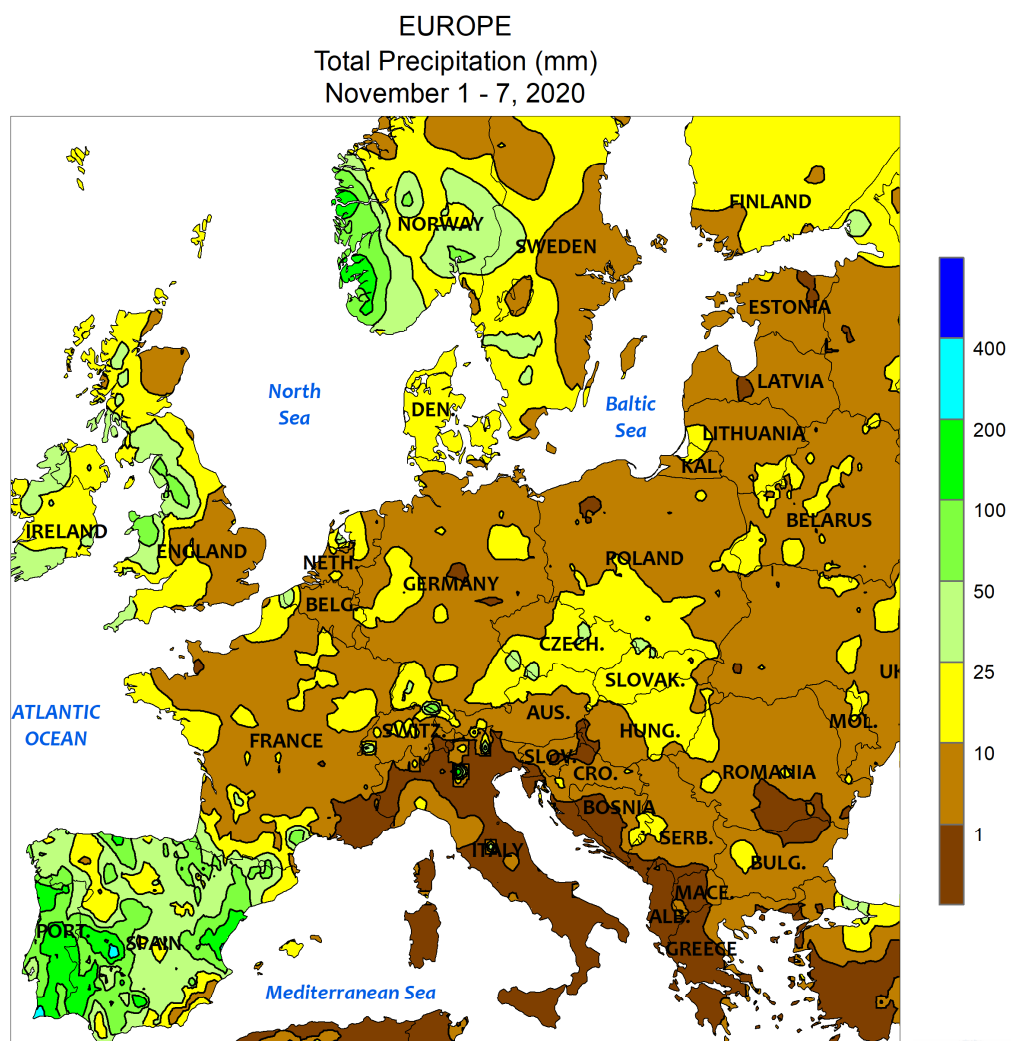 EUROPE
Total Precipitation (mm)
November 1 - 7, 2020
FINLAND
NORWAY
SWEDEN
ESTONIA
400
LATVIA
North
Sea
DEN.
Baltic
Sea
200
LITHUANIA
KAL.
100
BELARUS
IRELAND
ENGLAND
NETH.
POLAND
GERMANY
50
BELG.
CZECH.
25
SLOVAK.
UK
ATLANTIC
OCEAN
AUS.
MOL.
SWITZ.
HUNG.
FRANCE
10
SLOV.
CRO.
ROMANIA
BOSNIA
1
SERB.
ITALY
BULG.
MACE.
ALB.
PORT.
SPAIN
GREECE
Mediterranean Sea